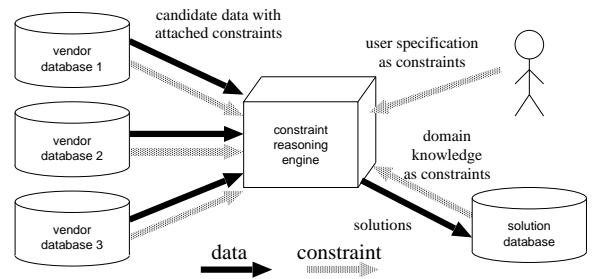 candidate data with
attached constraints
vendor
database 1
user specification
as constraints
vendor
database 2
constraint
reasoning
engine
domain
knowledge
as constraints
vendor
database 3
solutions
solution
database
data
constraint